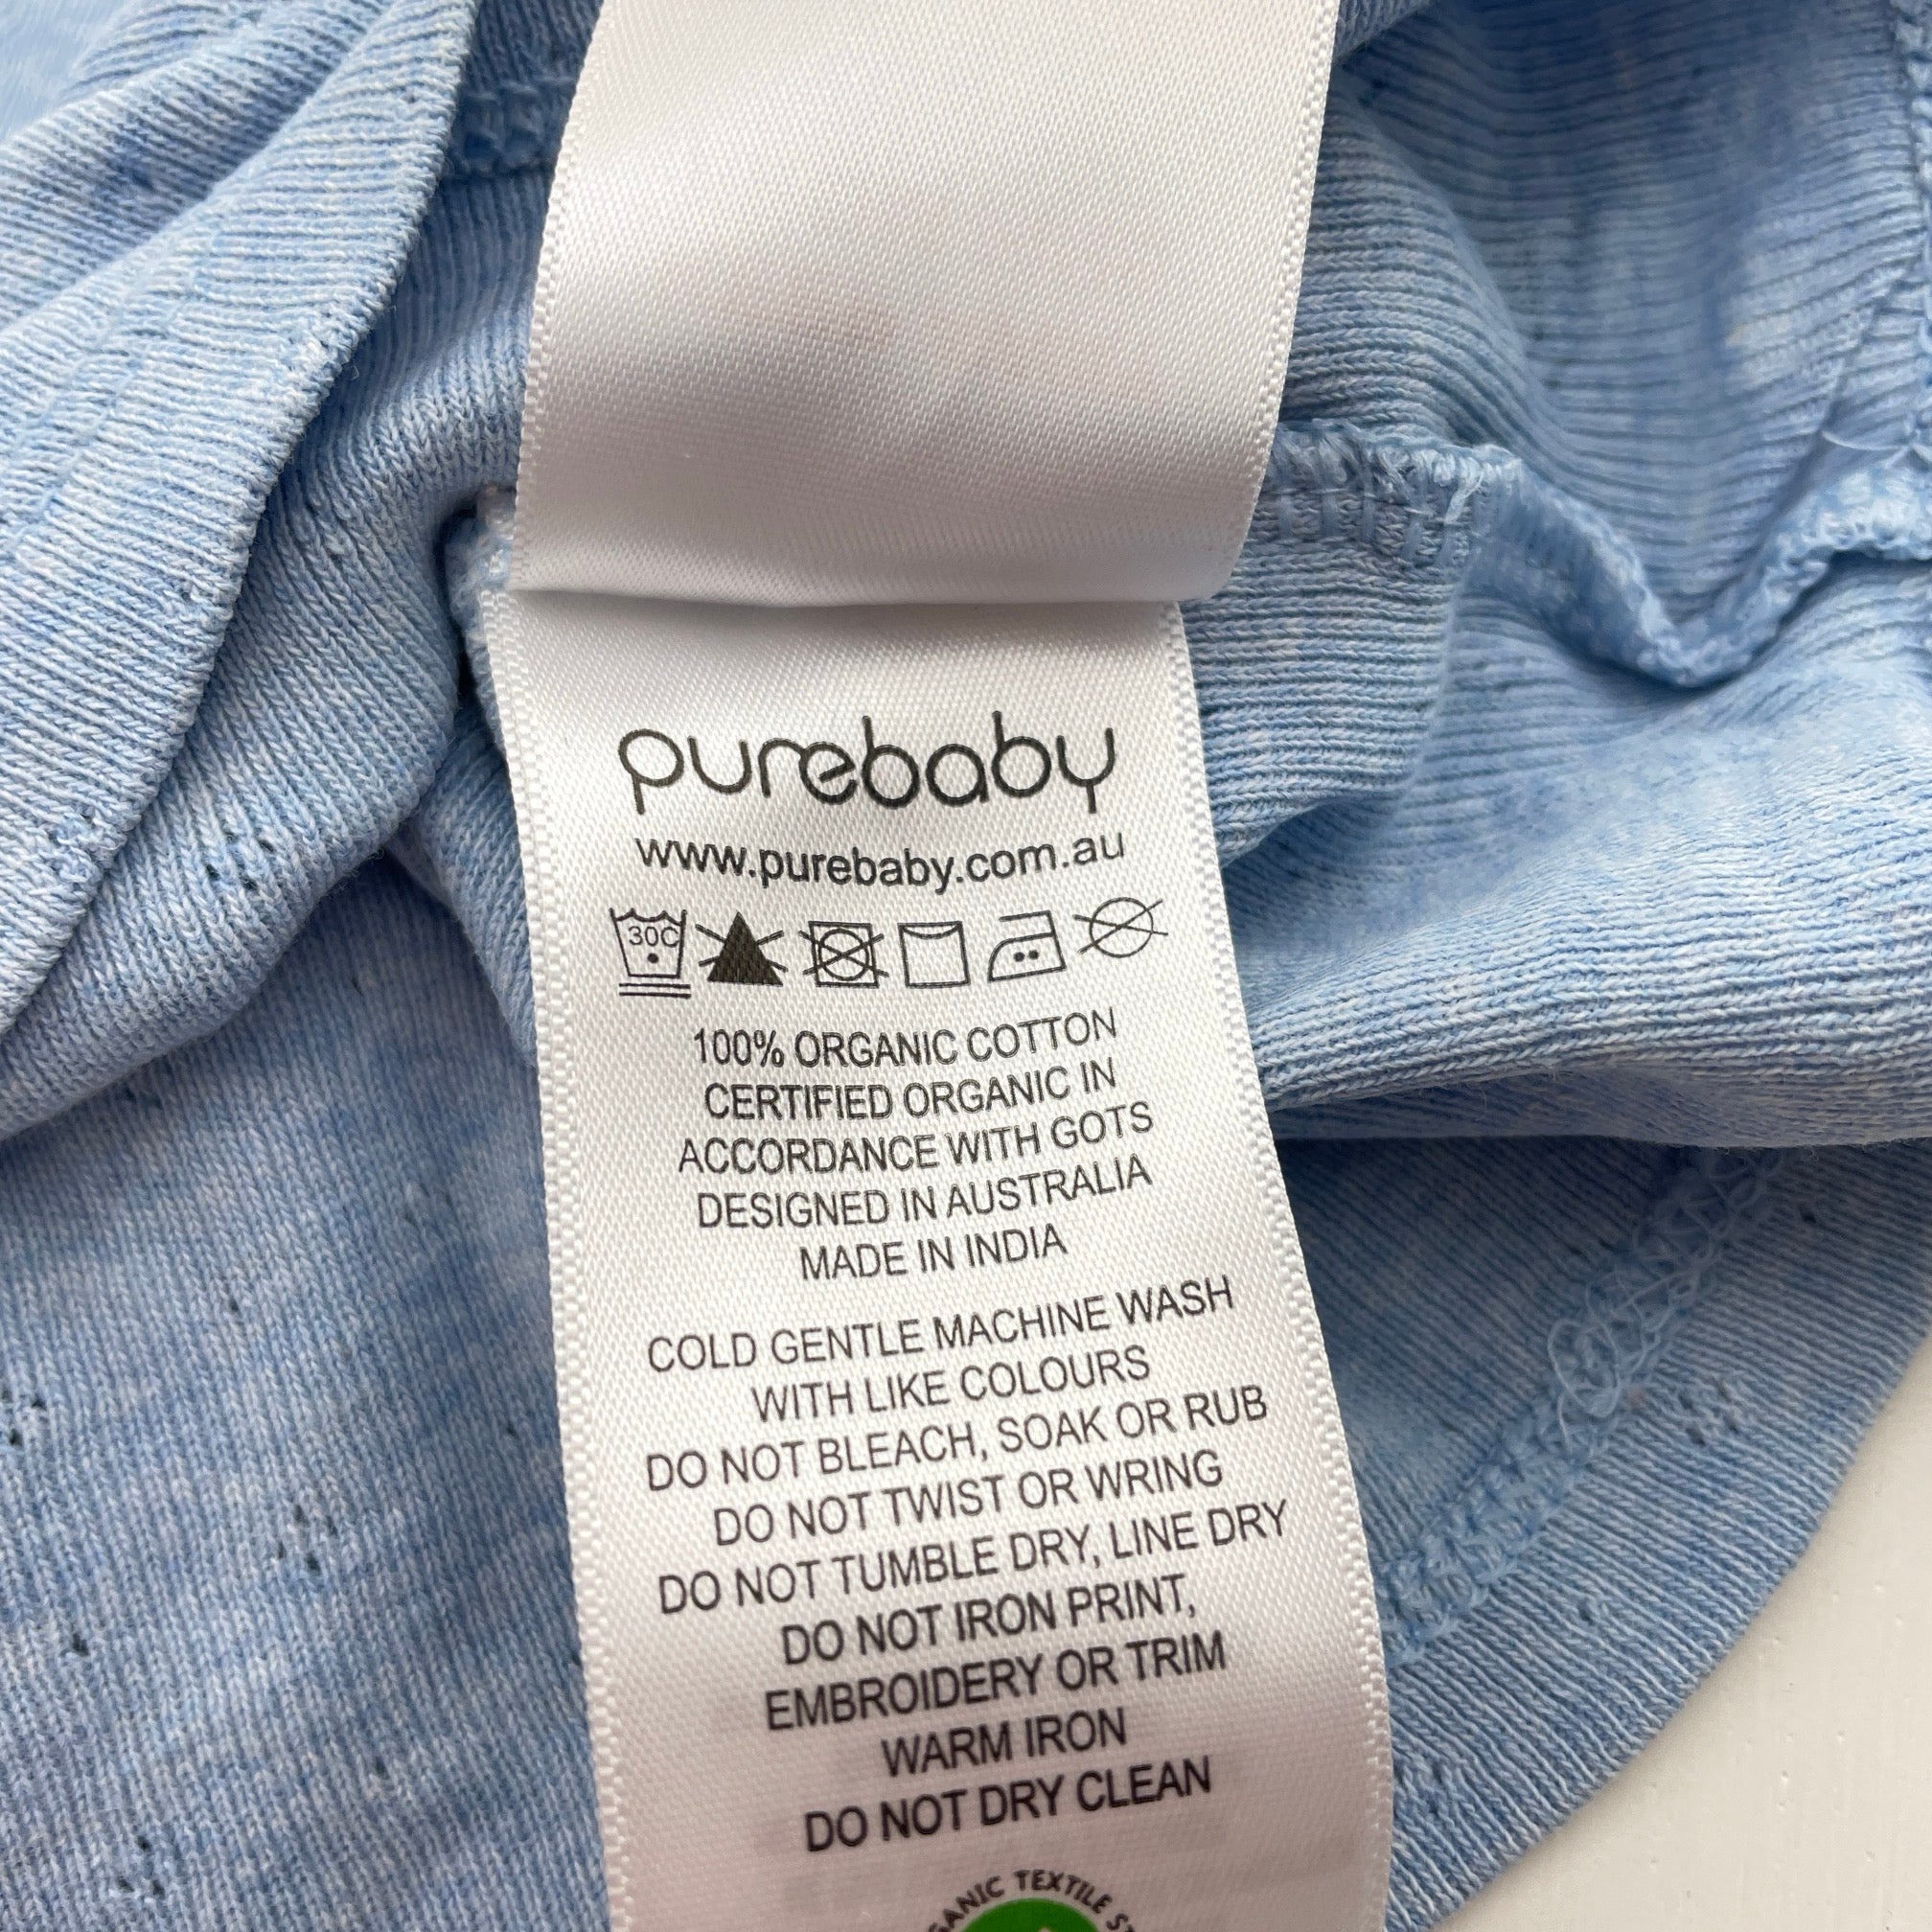 purebaby
www.purebaby.com.au
30C
100% ORGANIC COTTON
CERTIFIED ORGANIC IN
ACCORDANCE WITH GOTS
DESIGNED IN AUSTRALIA
MADE IN INDIA
COLD GENTLE MACHINE WASH
WITH LIKE COLOURS
DO NOT BLEACH, SOAK OR RUB
DO NOT TWIST OR WRING
DO NOT TUMBLE DRY, LINE DRY
DO NOT IRON PRINT,
EMBROIDERY OR TRIM
WARM IRON
DO NOT DRY CLEAN
TEXTILE